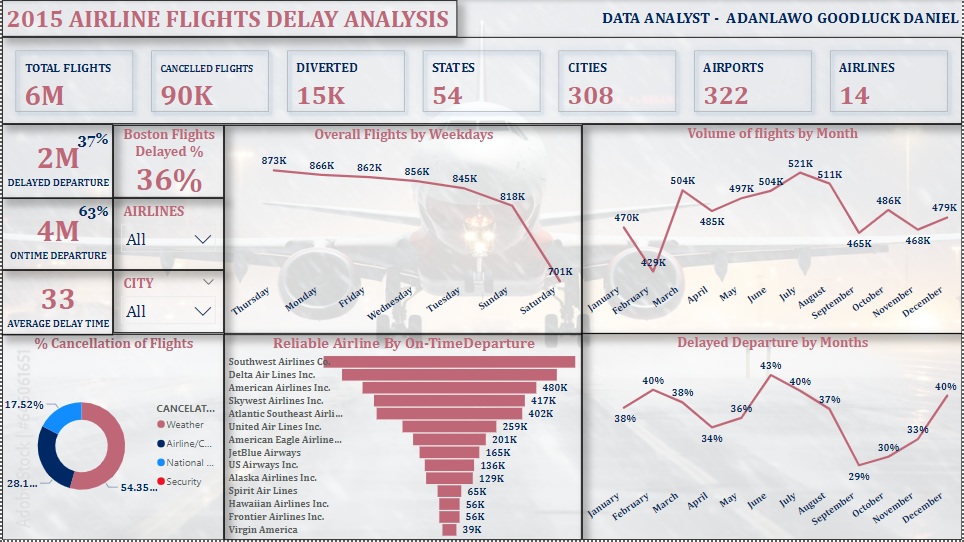 2015 AIRLINE FLIGHTS DELAY ANALYSIS
DATA ANALYST - ADANLAWO GOODLUCK DANIEL
TOTAL FLIGHTS
6M
CANCELLED FLIGHTS
90K
DIVERTED
15K
STATES
54
CITIES
308
AIRPORTS
322
AIRLINES
14
37%
2M
DELAYED DEPARTURE
63%
4M
ONTIME DEPARTURE
33
AVERAGE DELAY TIME
Boston Flights
Delayed %
36%
AIRLINES
All
CITY
All
Overall Flights by Weekdays
873K
866K
862K
856K
845K
818K
701K
Thursday
Monday
Friday
Wednesday
Tuesday
Sunday
Saturday
Volume of flights by Month
470K
429K
504K
485K
497K
504K
521K
511K
465K
486K
468K
479K
January
February
March
April
May
June
July
August
September
October
November
December
% Cancellation of Flights
17.52%
28.1...
54.35...
CANCELAT...
Weather
Airline/C...
National ...
Security
Reliable Airline By On-TimeDeparture
Southwest Airlines Co.
Delta Air Lines Inc.
American Airlines Inc. 480K
Skywest Airlines Inc. 417K
Atlantic Southeast Airli... 402K
United Air Lines Inc. 259K
American Eagle Airline... 201K
JetBlue Airways 165K
US Airways Inc. 136K
Alaska Airlines Inc. 129K
Spirit Air Lines 65K
Hawaiian Airlines Inc. 56K
Frontier Airlines Inc. 56K
Virgin America 39K
Delayed Departure by Months
38%
40%
38%
34%
36%
43%
40%
37%
29%
30%
33%
40%
January
February
March
April
May
June
July
August
September
October
November
December